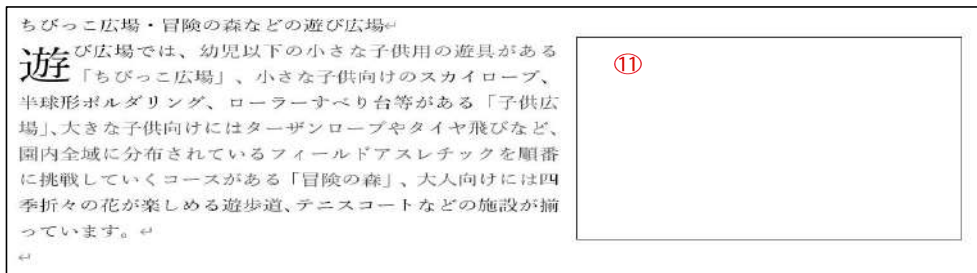 ちびっこ広場・冒険の森などの遊び広場↵
遊び広場では、幼児以下の小さな子供用の遊具がある
「ちびっこ広場」、小さな子供向けのスカイロープ、
半球形ボルダリング、ローラーすべり台等がある「子供広
場」、大きな子供向けにはターザンロープやタイヤ飛びなど、
園内全域に分布されているフィールドアスレチックを順番
に挑戦していくコースがある「冒険の森」、大人向けには四
季折々の花が楽しめる遊歩道、テニスコートなどの施設が揃
っています。↵
↵
⑪